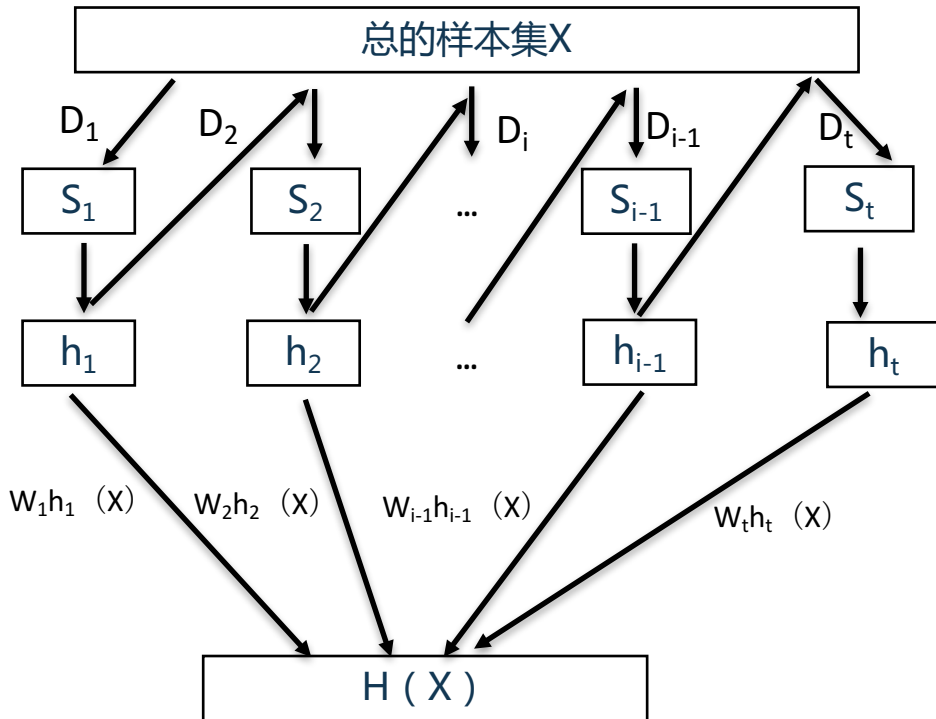 总的样本集X
D₁ D₂ Dᵢ Dᵢ₋₁ Dₜ
S₁ S₂ ... Sᵢ₋₁ Sₜ
h₁ h₂ ... hᵢ₋₁ hₜ
W₁h₁（X） W₂h₂（X） Wᵢ₋₁hᵢ₋₁（X） Wₜhₜ（X）
H（X）